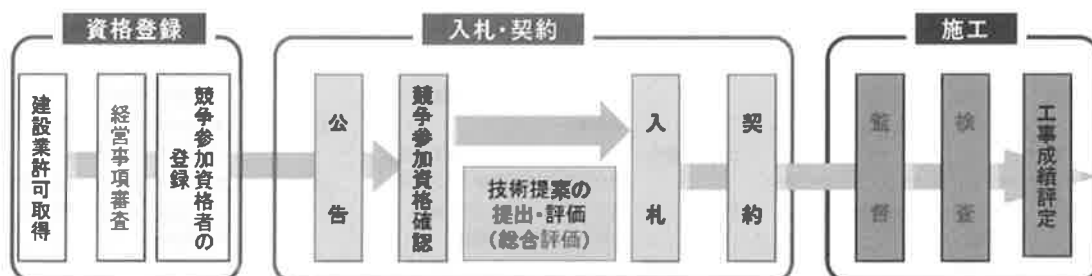 資格登録
建設業許可取得
経営事項審査
競争参加資格者の
登録
入札・契約
公告
競争参加資格確認
技術提案の
提出・評価
(総合評価)
入札
契約
施工
監督
検査
工事成績評定